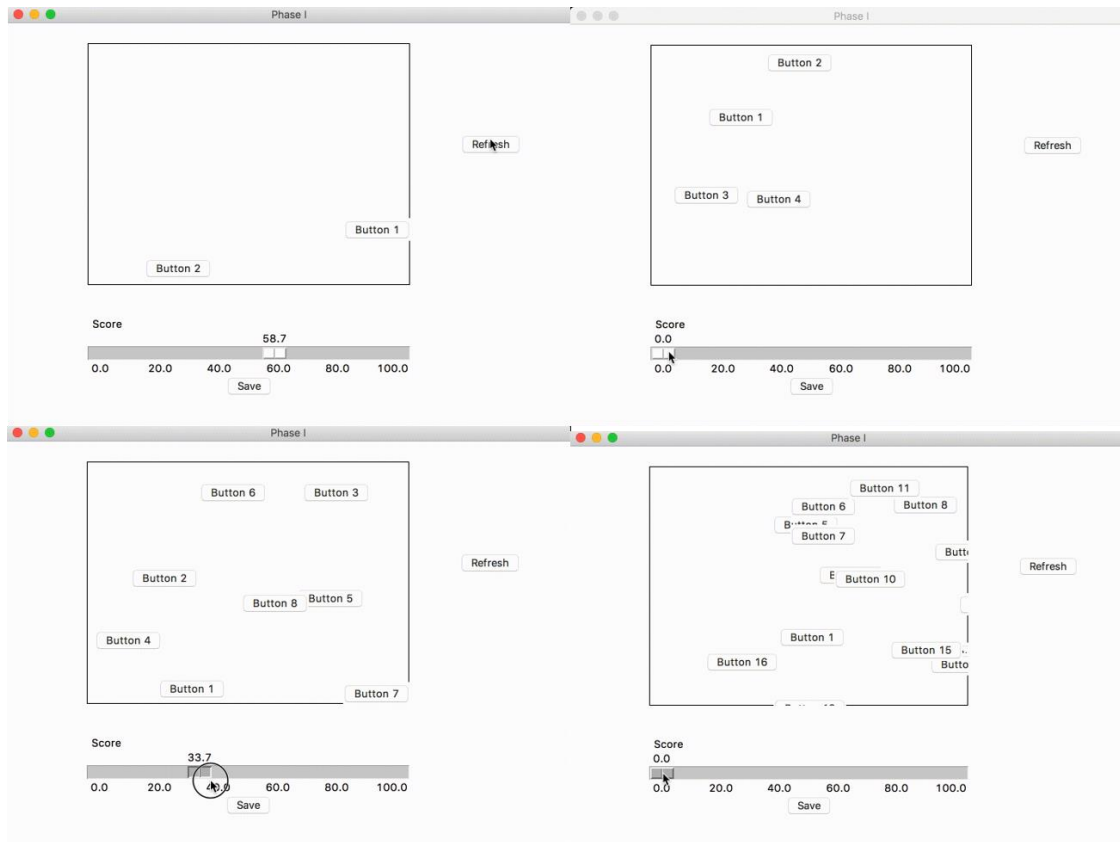 Phase I
Refresh
Button 1
Button 2
Score
58.7
0.0 20.0 40.0 60.0 80.0 100.0
Save
Phase I
Button 2
Button 1
Refresh
Button 3
Button 4
Score
0.0
0.0 20.0 40.0 60.0 80.0 100.0
Save
Phase I
Button 6 Button 3
Refresh
Button 2
Button 8 Button 5
Button 4
Button 1
Button 7
Score
33.7
0.0 20.0 40.0 60.0 80.0 100.0
Save
Phase I
Button 11
Button 6 Button 8
Button 7
Refresh
Button 10
Button 1
Button 15
Button 16
Score
0.0
0.0 20.0 40.0 60.0 80.0 100.0
Save